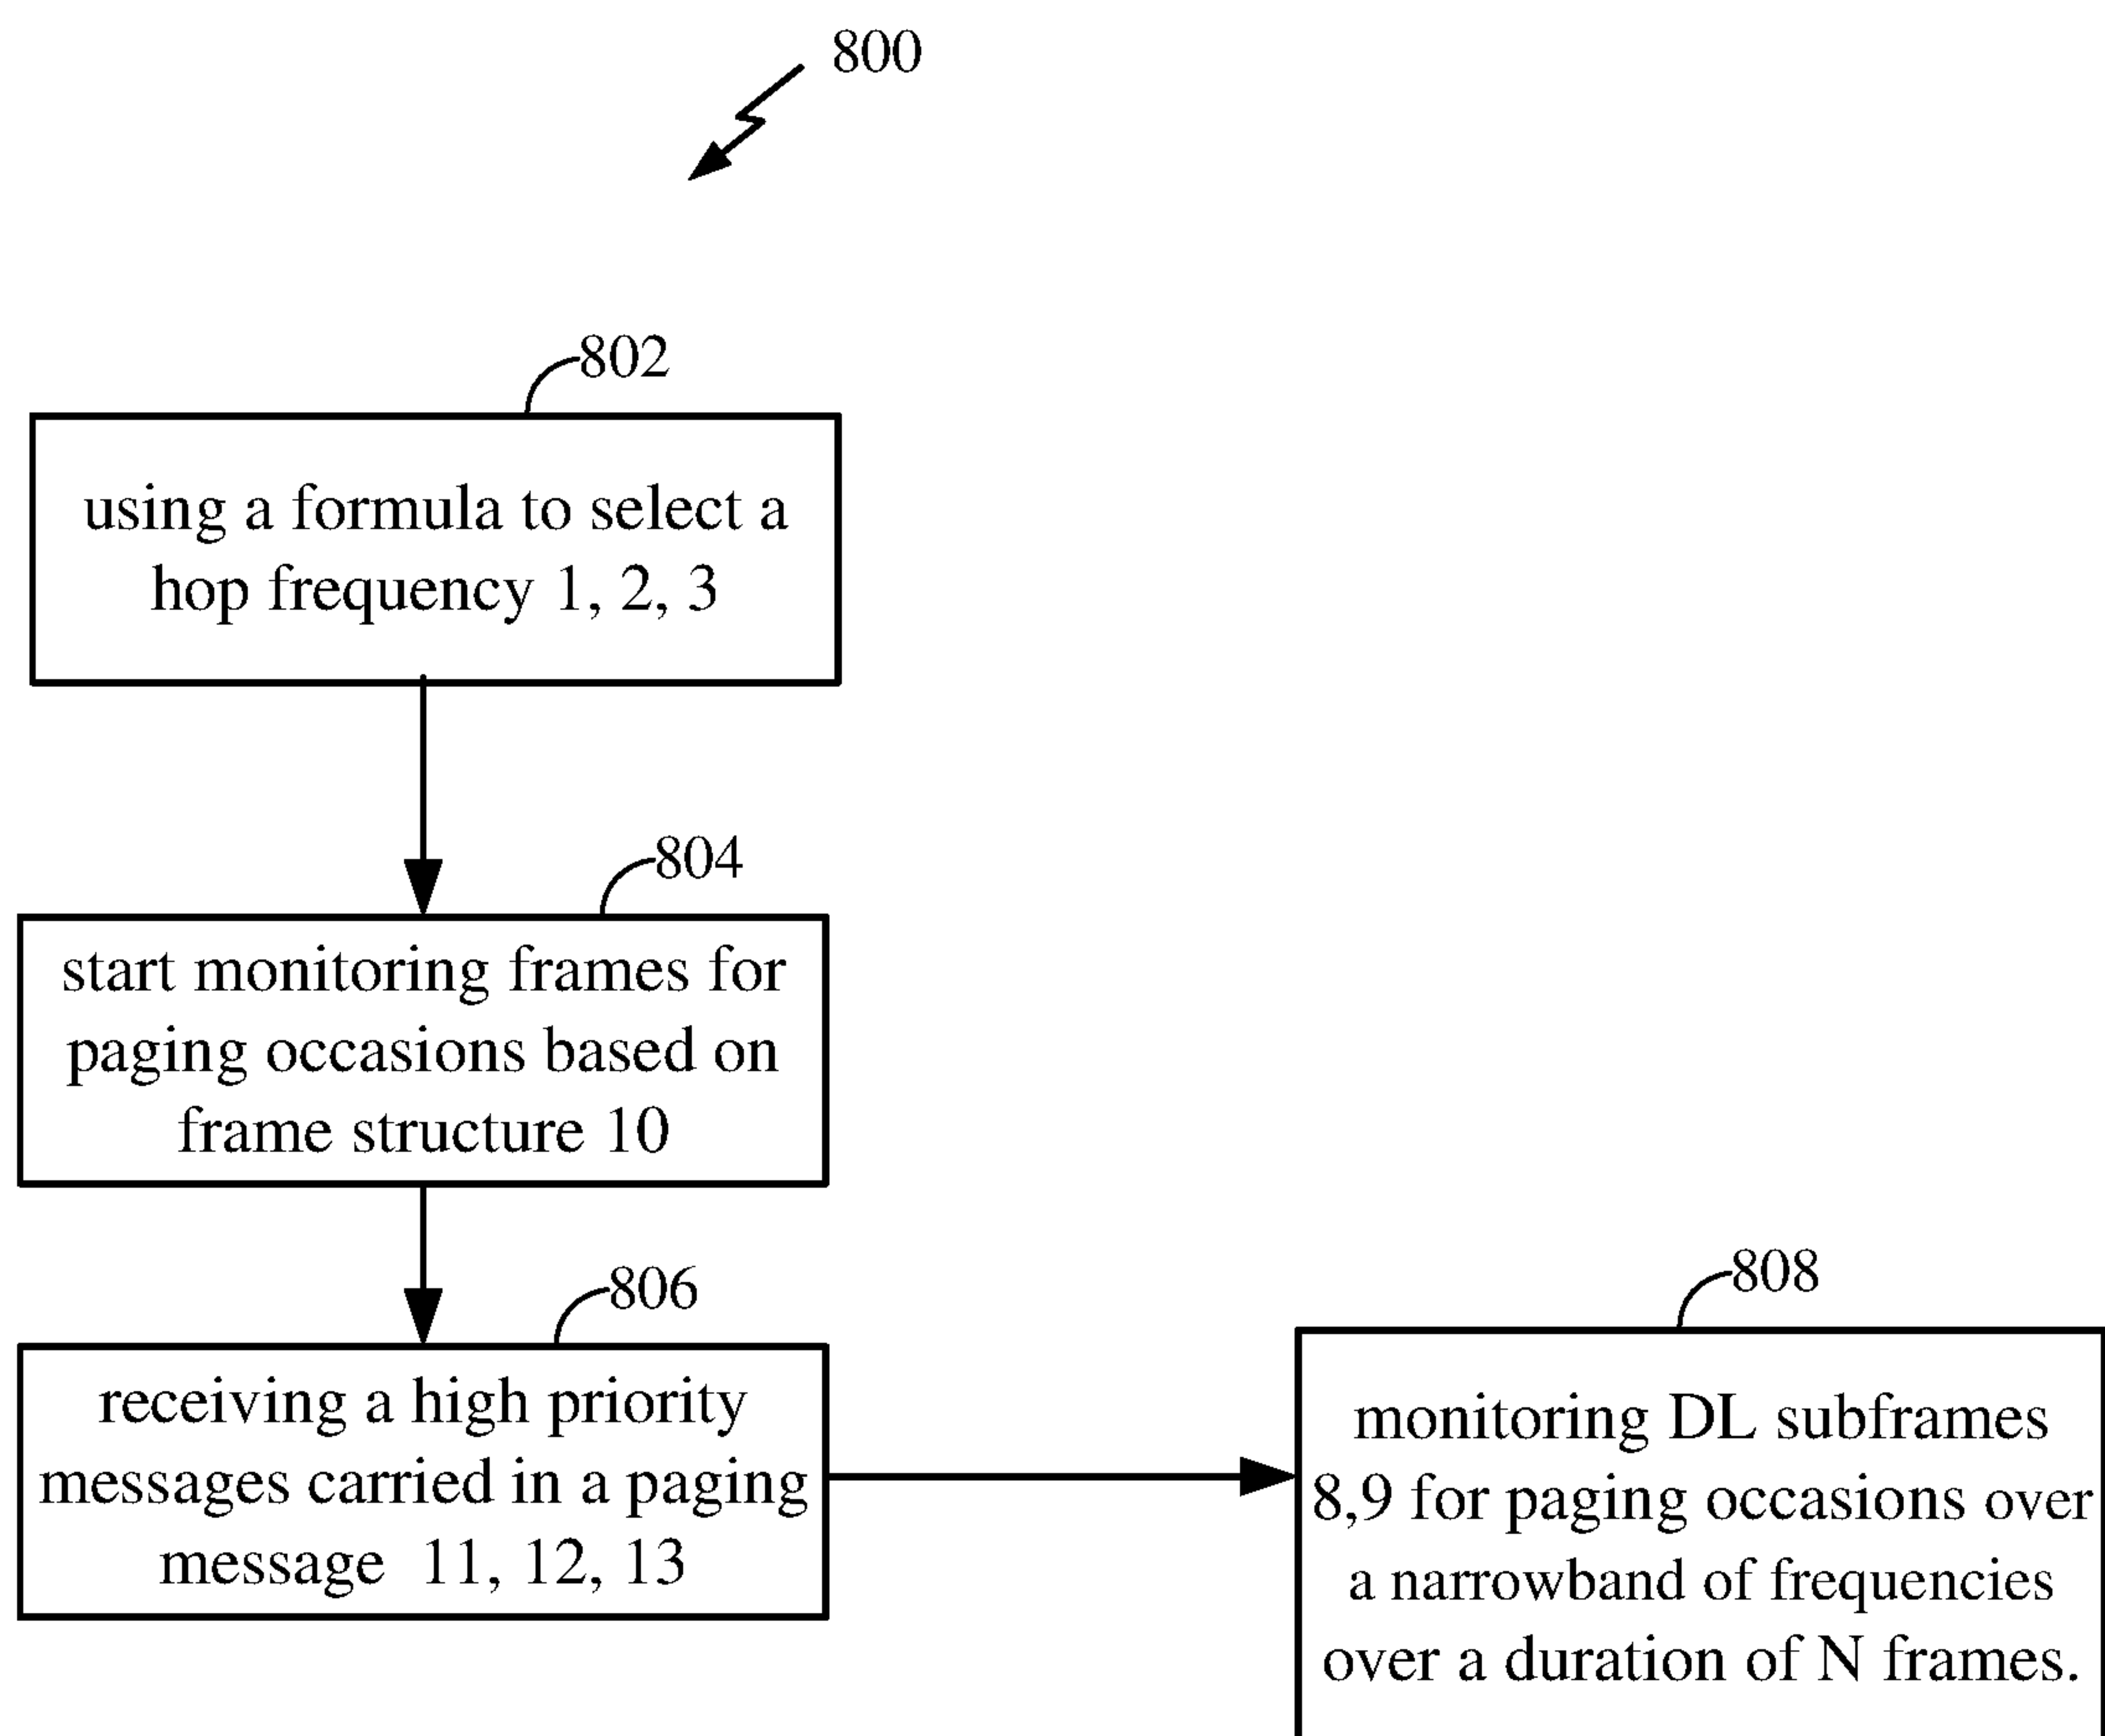 800
802
using a formula to select a
hop frequency 1, 2, 3
804
start monitoring frames for
paging occasions based on
frame structure 10
806
receiving a high priority
messages carried in a paging
message 11, 12, 13
808
monitoring DL subframes
8,9 for paging occasions over
a narrowband of frequencies
over a duration of N frames.